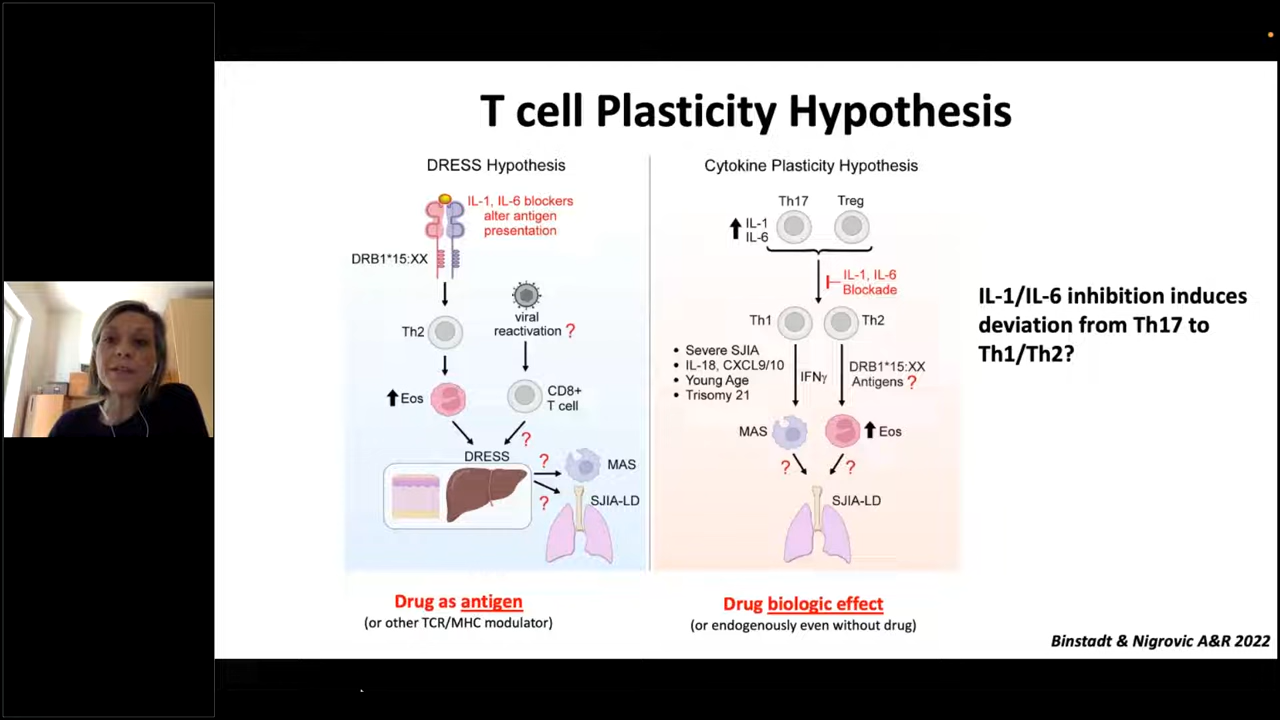 T cell Plasticity Hypothesis
DRESS Hypothesis
IL-1, IL-6 blockers
alter antigen
presentation
DRB1*15:XX
Th2
viral
reactivation ?
Eos
CD8+
T cell
?
DRESS
?
MAS
?
SJIA-LD
Drug as antigen
(or other TCR/MHC modulator)
Cytokine Plasticity Hypothesis
Th17
Treg
IL-1
IL-6
IL-1, IL-6
Blockade
Th1
Th2
• Severe SJIA
• IL-18, CXCL9/10
• Young Age
• Trisomy 21
IFNγ
DRB1*15:XX
Antigens ?
MAS
Eos
?
?
SJIA-LD
Drug biologic effect
(or endogenously even without drug)
IL-1/IL-6 inhibition induces
deviation from Th17 to
Th1/Th2?
Binstadt & Nigrovic A&R 2022